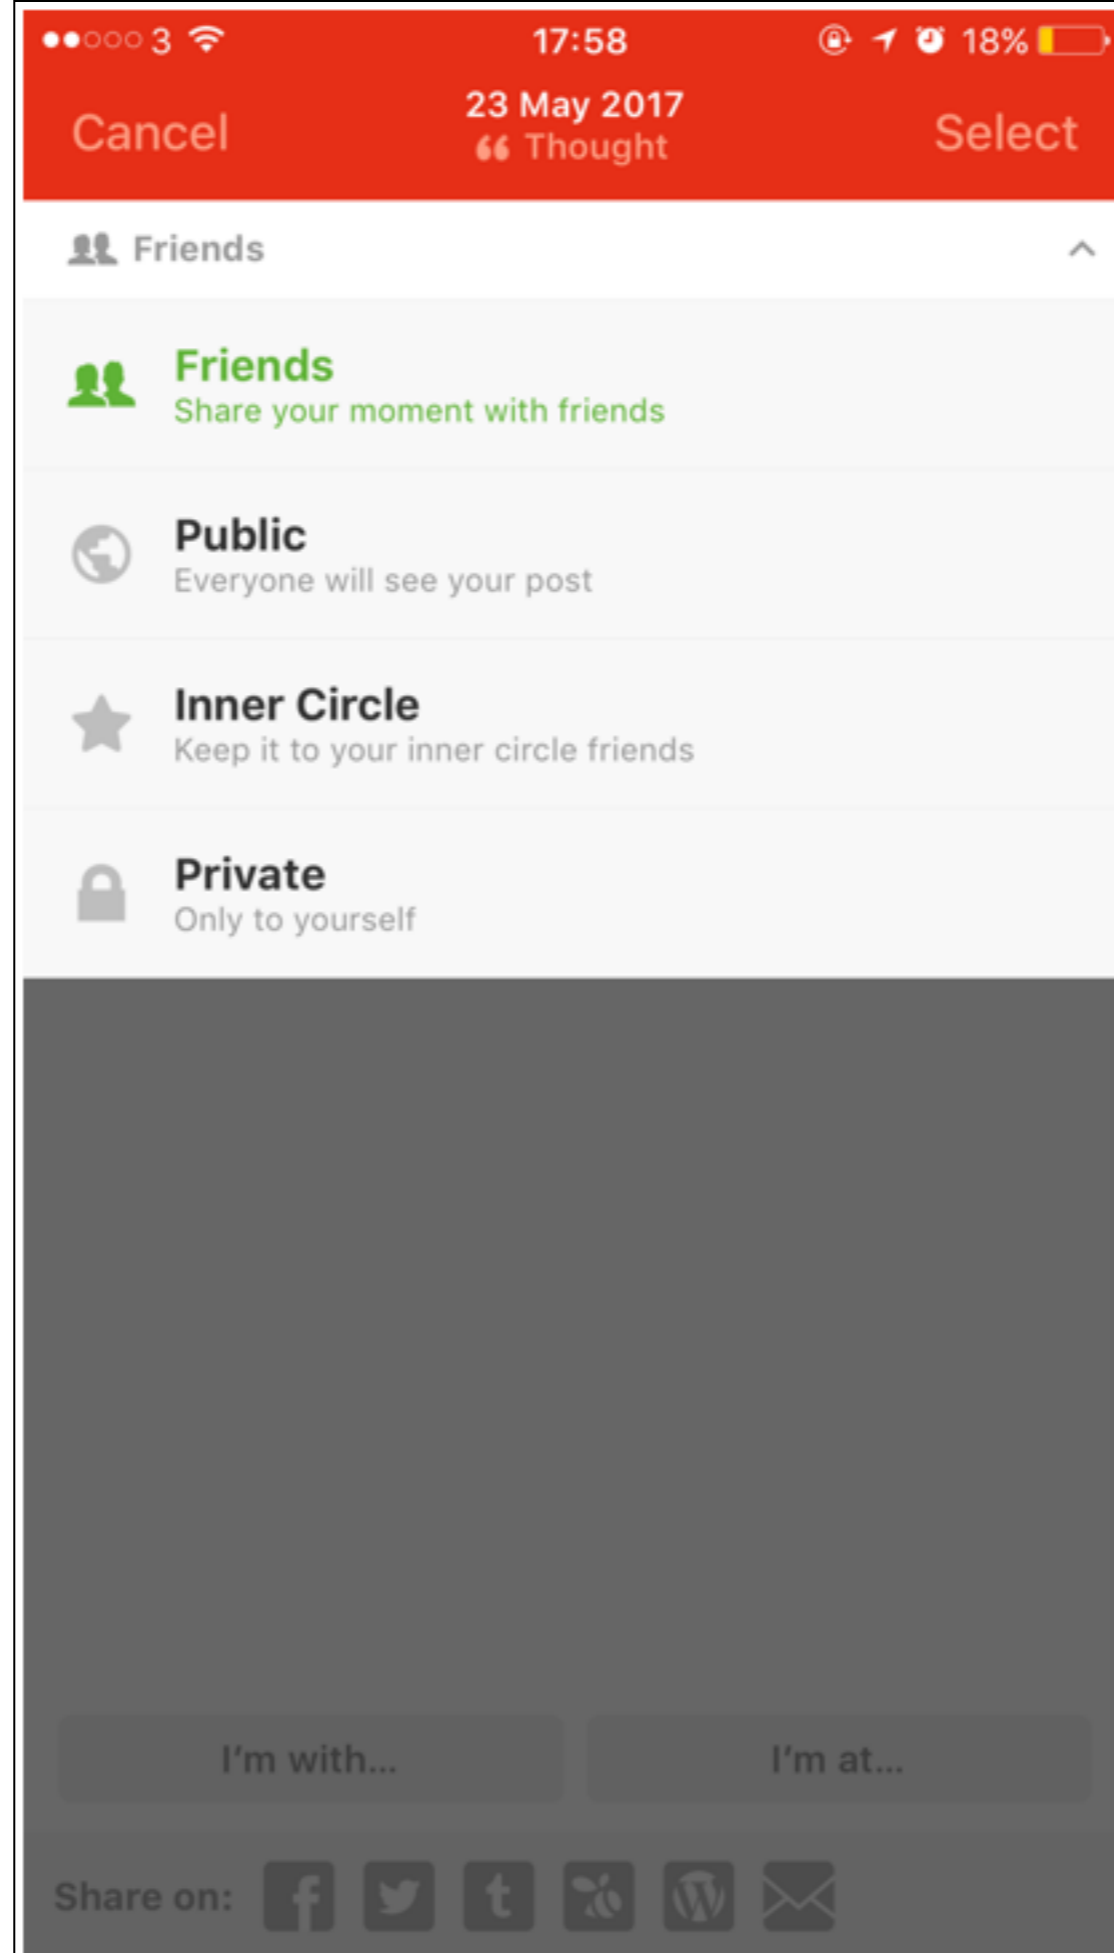 3 17:58 18%
Cancel 23 May 2017 Select
Thought
Friends
Friends
Share your moment with friends
Public
Everyone will see your post
Inner Circle
Keep it to your inner circle friends
Private
Only to yourself
I'm with... I'm at...
Share on: